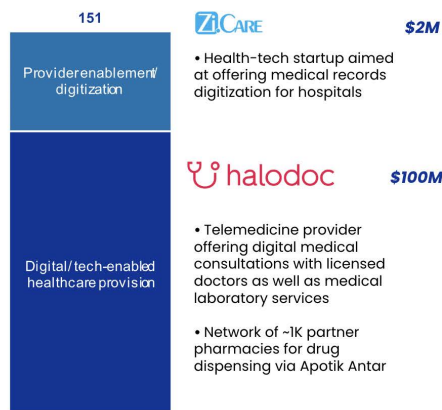 151
Provider enablement/
digitization
Zi.CARE
$2M
• Health-tech startup aimed
at offering medical records
digitization for hospitals
halodoc
$100M
Digital/tech-enabled
healthcare provision
• Telemedicine provider
offering digital medical
consultations with licensed
doctors as well as medical
laboratory services
• Network of ~1K partner
pharmacies for drug
dispensing via Apotik Antar